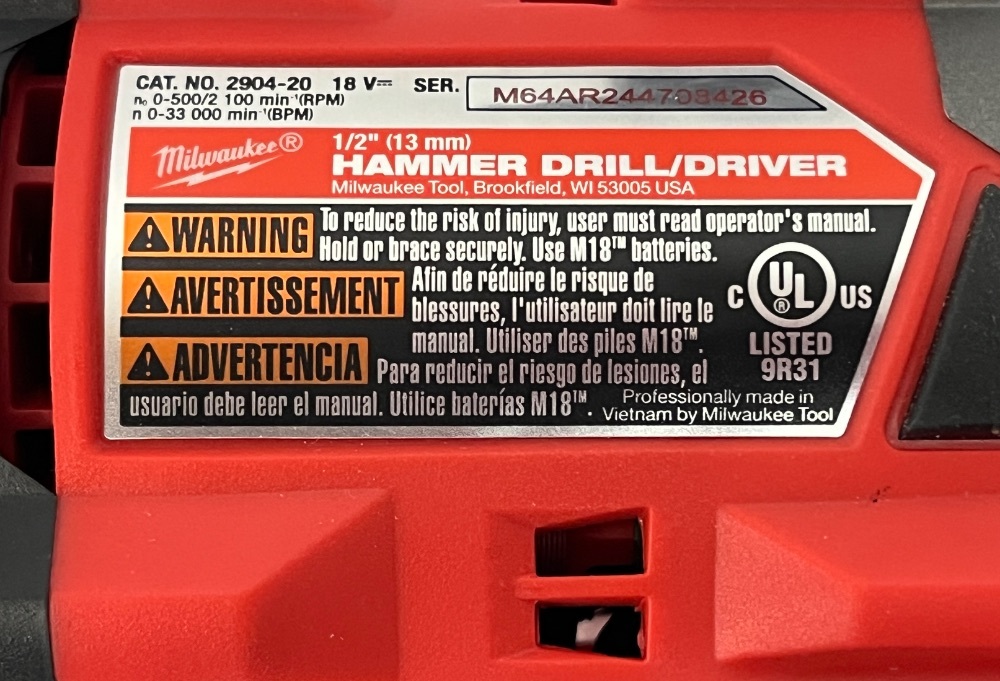 CAT. NO. 2904-20 18 V⎓ SER. M64AR244708426
n₀ 0-500/2 100 min⁻¹(RPM)
n 0-33 000 min⁻¹(BPM)
Milwaukee®
1/2" (13 mm)
HAMMER DRILL/DRIVER
Milwaukee Tool, Brookfield, WI 53005 USA
WARNING To reduce the risk of injury, user must read operator's manual.
Hold or brace securely. Use M18™ batteries.
AVERTISSEMENT Afin de réduire le risque de
blessures, l'utilisateur doit lire le
manual. Utiliser des piles M18™.
ADVERTENCIA Para reducir el riesgo de lesiones, el
usuario debe leer el manual. Utilice baterías M18™.
C UL® US
LISTED
9R31
Professionally made in
Vietnam by Milwaukee Tool